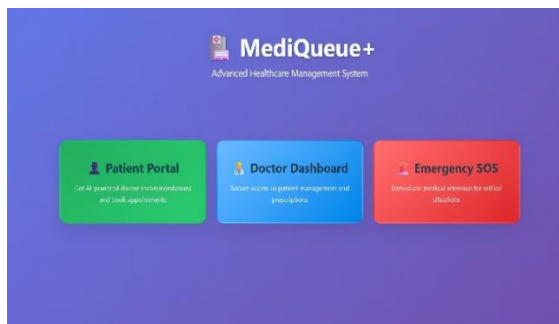 MediQueue+
Advanced Healthcare Management System
Patient Portal
Get AI-powered doctor recommendations
and book appointments
Doctor Dashboard
Secure access to patient management and
prescriptions
Emergency SOS
Immediate medical attention for critical
situations